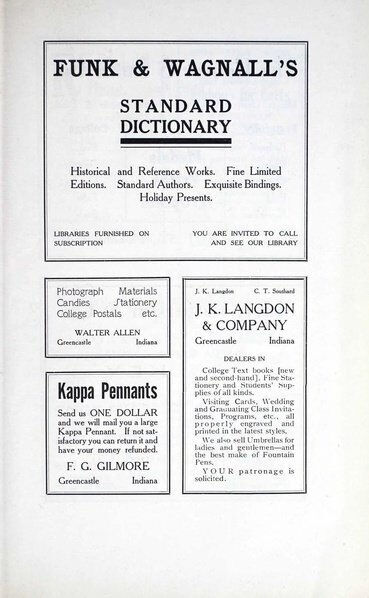 FUNK & WAGNALL'S
STANDARD
DICTIONARY
Historical and Reference Works. Fine Limited
Editions. Standard Authors. Exquisite Bindings.
Holiday Presents.
LIBRARIES FURNISHED ON
SUBSCRIPTION
YOU ARE INVITED TO CALL
AND SEE OUR LIBRARY
Photograph Materials
Candies Stationery
College Postals etc.
WALTER ALLEN
Greencastle Indiana
Kappa Pennants
Send us ONE DOLLAR
and we will mail you a large
Kappa Pennant. If not sat-
isfactory you can return it and
have your money refunded.
F. G. GILMORE
Greencastle Indiana
J. K. Langdon C. T. Southard
J. K. LANGDON
& COMPANY
Greencastle Indiana
DEALERS IN
College Text books [new
and second-hand], Fine Sta-
tionery and Students' Sup-
plies of all kinds.
Visiting Cards, Wedding
and Graduating Class Invita-
tions, Programs, etc., all
properly engraved and
printed in the latest styles.
We also sell Umbrellas for
ladies and gentlemen—and
the best make of Fountain
Pens.
YOUR patronage is
solicited.